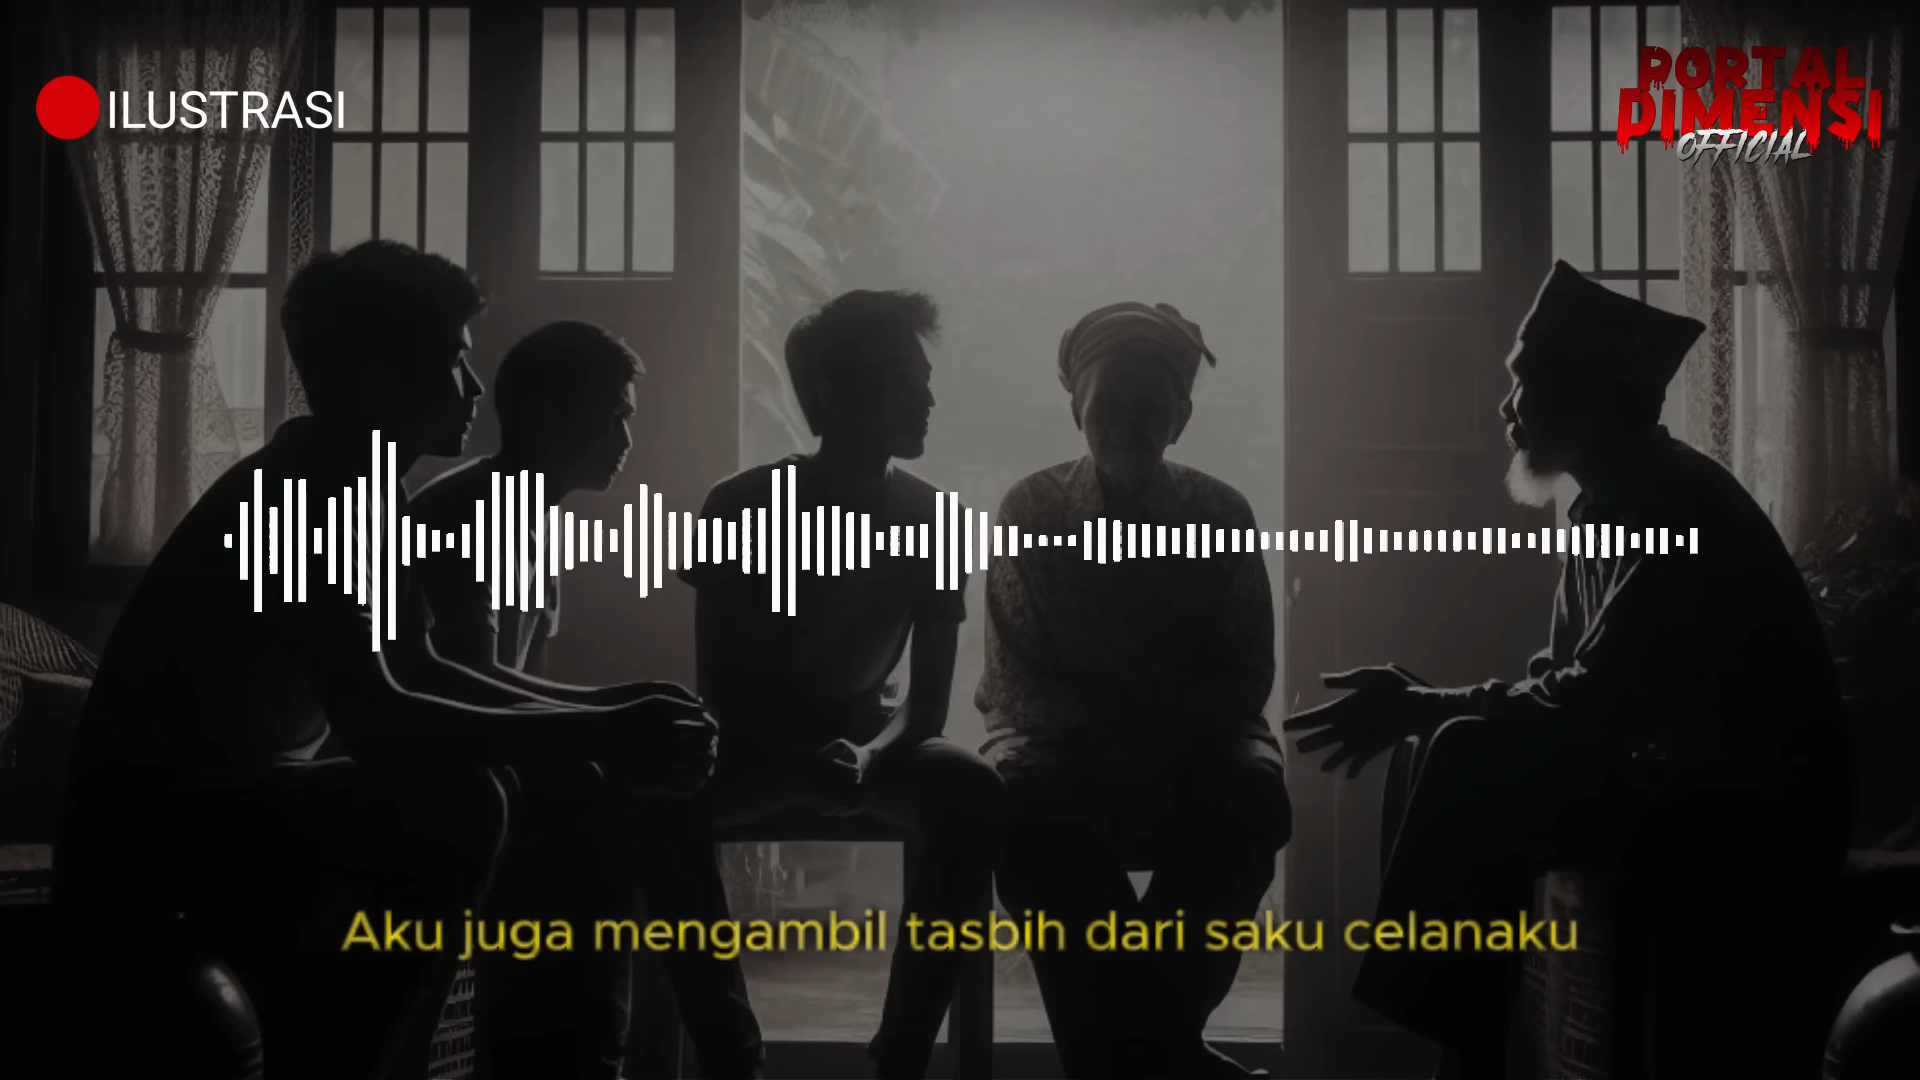 ILUSTRASI
PORTAL
DIMENSI
OFFICIAL
Aku juga mengambil tasbih dari saku celanaku